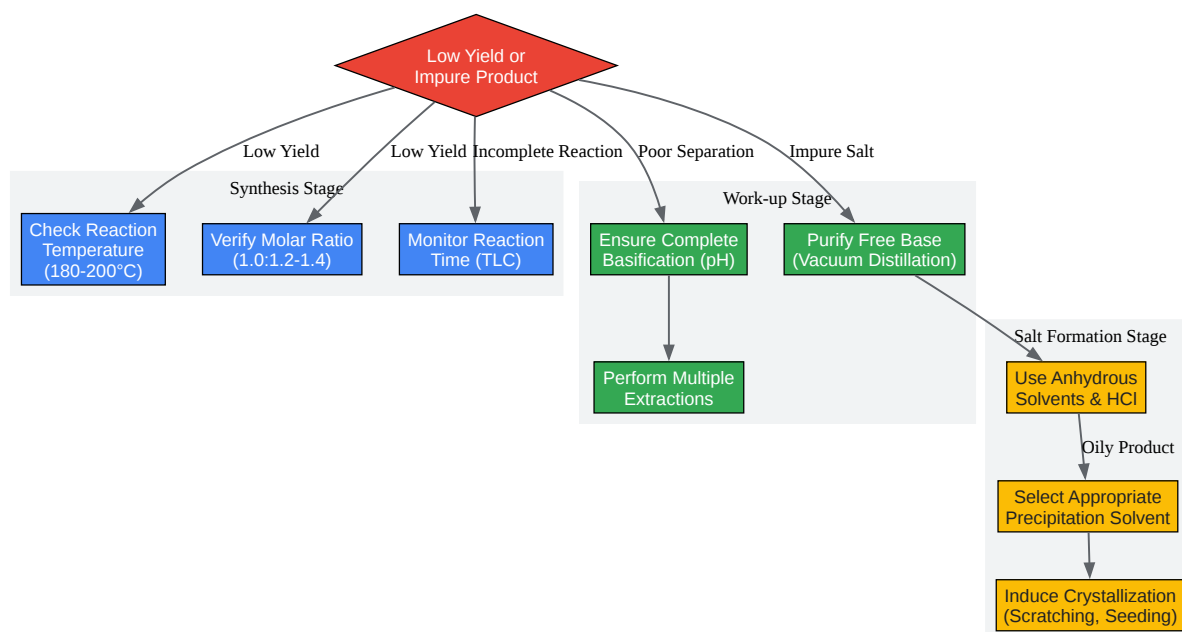 Low Yield or
Impure Product
Low Yield
Low Yield
Incomplete Reaction
Poor Separation
Impure Salt
Synthesis Stage
Work-up Stage
Check Reaction
Temperature
(180-200°C)
Verify Molar Ratio
(1.0:1.2-1.4)
Monitor Reaction
Time (TLC)
Ensure Complete
Basification (pH)
Purify Free Base
(Vacuum Distillation)
Salt Formation Stage
Perform Multiple
Extractions
Use Anhydrous
Solvents & HCl
Oily Product
Select Appropriate
Precipitation Solvent
Induce Crystallization
(Scratching, Seeding)